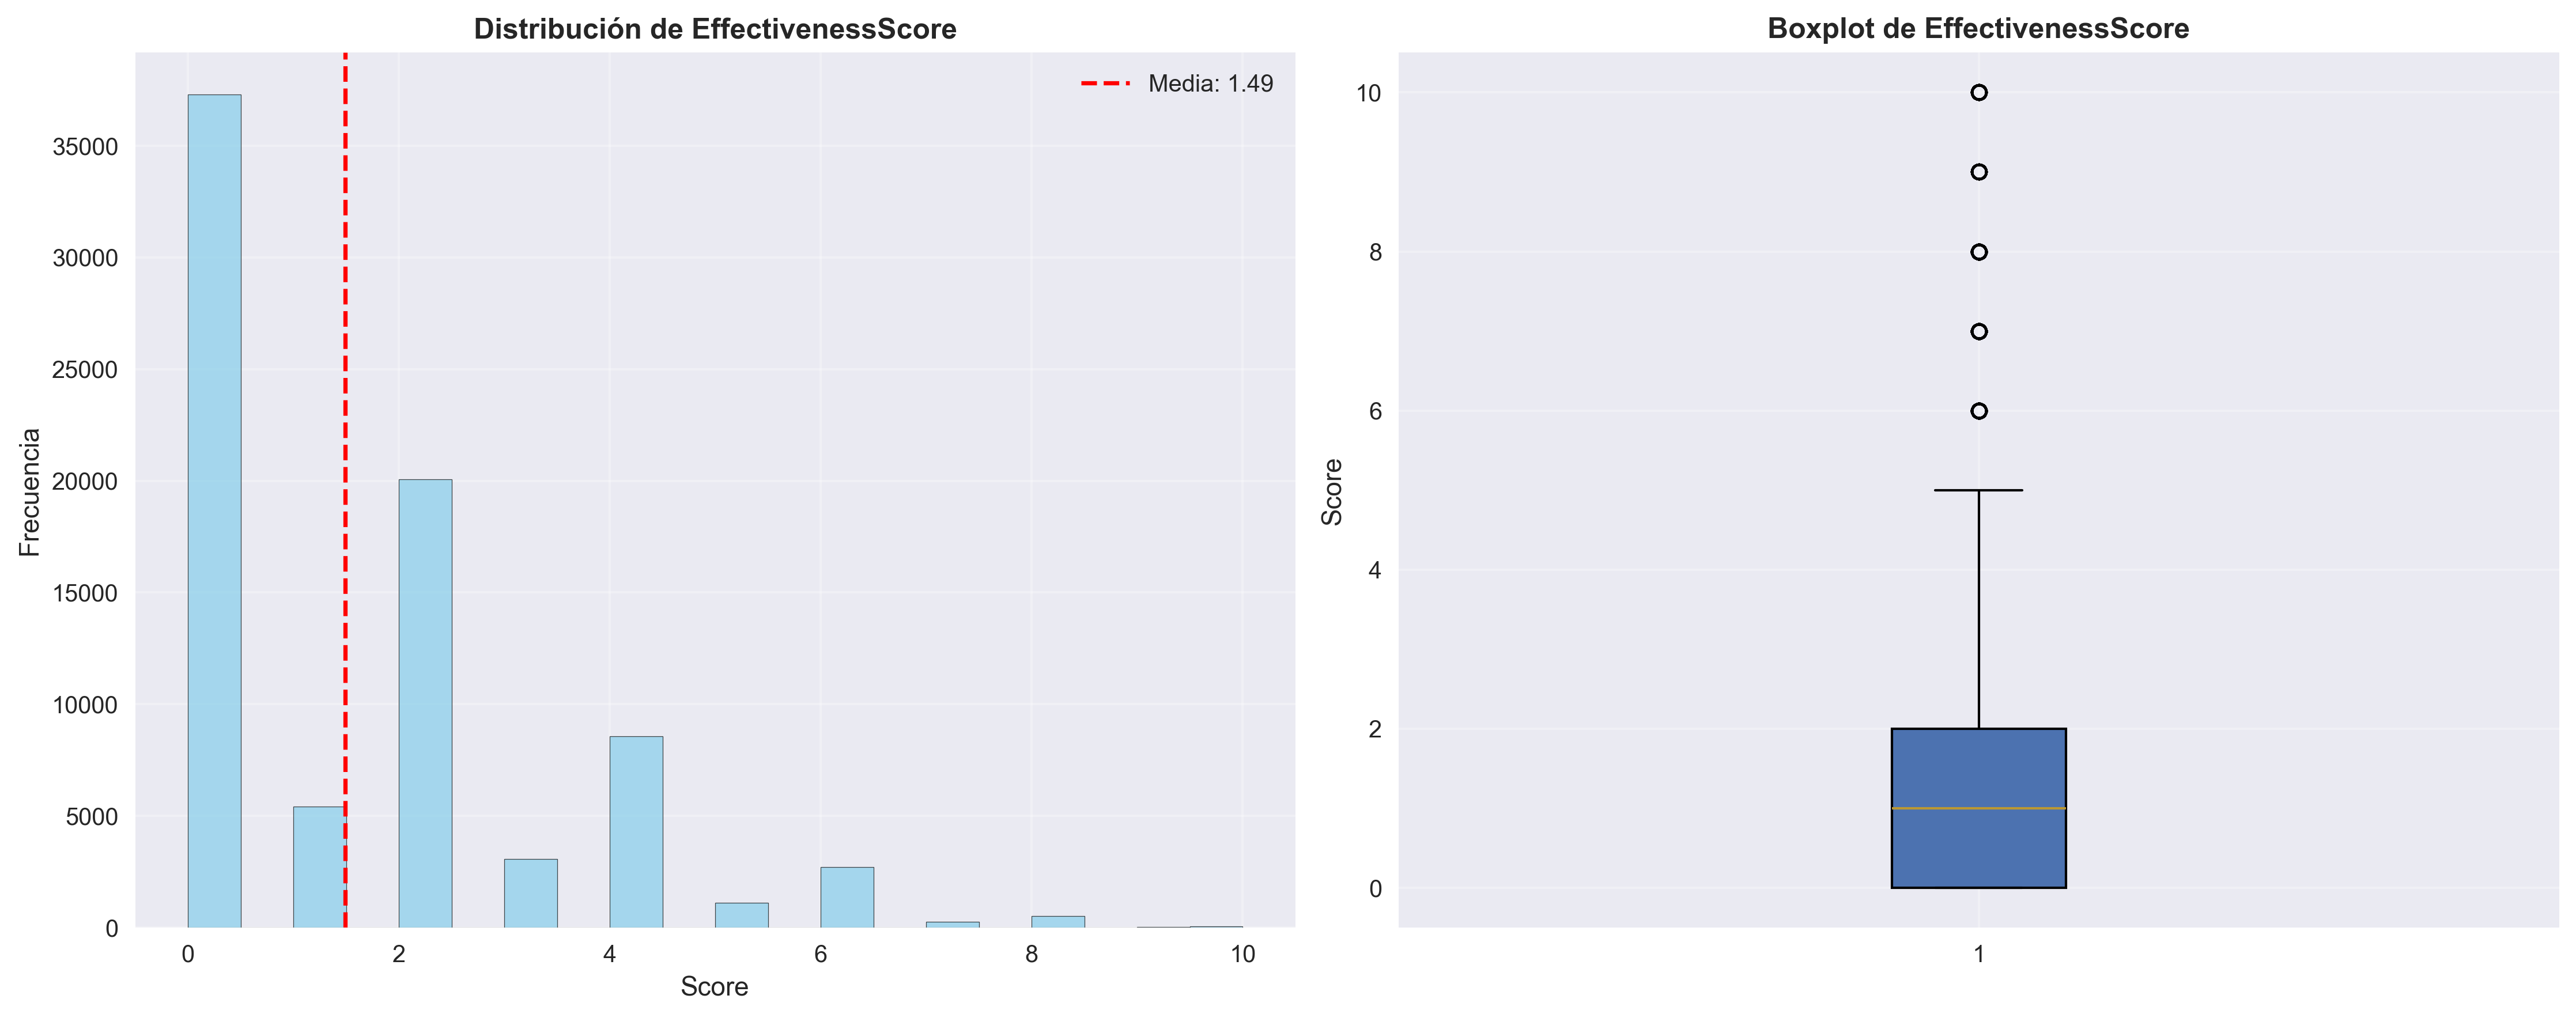 Distribución de EffectivenessScore
Media: 1.49
Frecuencia
35000
30000
25000
20000
15000
10000
5000
0
0 2 4 6 8 10
Score
Boxplot de EffectivenessScore
Score
10
8
6
4
2
0
1